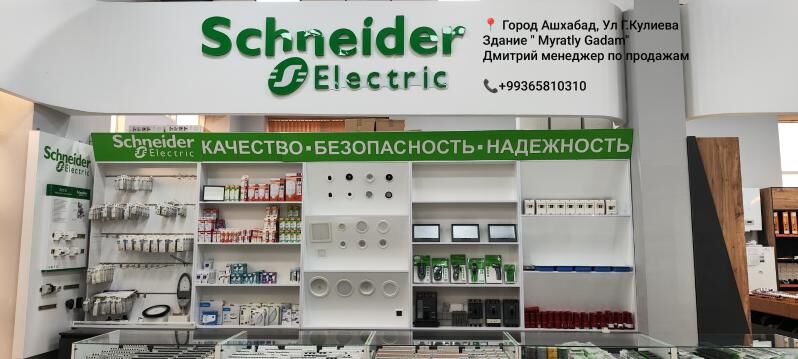 Schneider
Electric
📍 Город Ашхабад, Ул Г.Кулиева
Здание " Myratly Gadam"
Дмитрий менеджер по продажам
📞+99365810310
Schneider
Electric
КАЧЕСТВО▪БЕЗОПАСНОСТЬ▪НАДЕЖНОСТЬ
Schneider
Electric